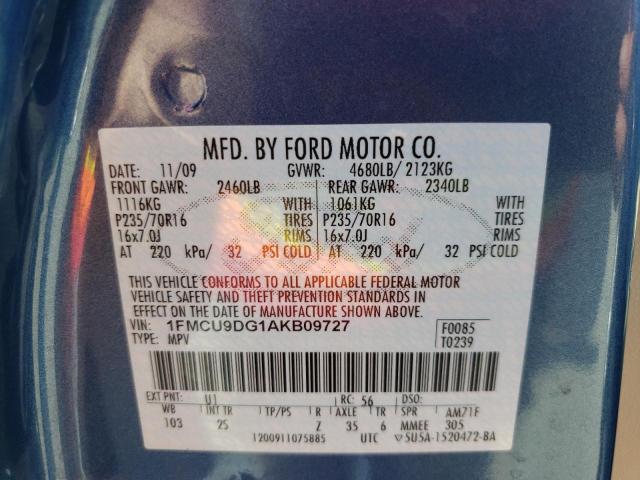 MFD. BY FORD MOTOR CO.
DATE: 11/09 GVWR: 4680LB/ 2123KG
FRONT GAWR: 2460LB REAR GAWR: 2340LB
1116KG WITH 1061KG WITH
P235/70R16 TIRES P235/70R16 TIRES
16x7.0J RIMS 16x7.0J RIMS
AT 220 kPa/ 32 PSI COLD AT 220 kPa/ 32 PSI COLD
THIS VEHICLE CONFORMS TO ALL APPLICABLE FEDERAL MOTOR
VEHICLE SAFETY AND THEFT PREVENTION STANDARDS IN
EFFECT ON THE DATE OF MANUFACTURE SHOWN ABOVE.
VIN: 1FMCU9DG1AKB09727 F0085
TYPE: MPV T0239
EXT PNT: U1 RC: 56 DSO:
WB INT TR TP/PS R AXLE TR SPR AM71F
103 2S Z 35 6 MMEE 305
1200911075885 UTC ▽5U5A-1520472-BA